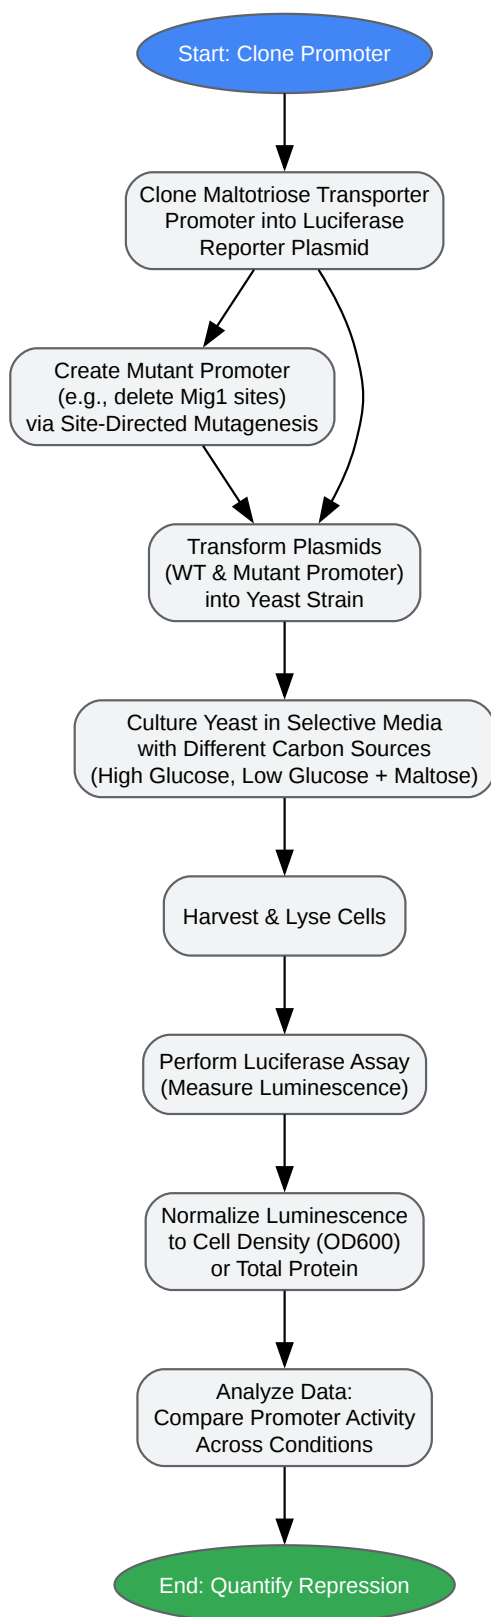 Start: Clone Promoter
Clone Maltotriose Transporter
Promoter into Luciferase
Reporter Plasmid
Create Mutant Promoter
(e.g., delete Mig1 sites)
via Site-Directed Mutagenesis
Transform Plasmids
(WT & Mutant Promoter)
into Yeast Strain
Culture Yeast in Selective Media
with Different Carbon Sources
(High Glucose, Low Glucose + Maltose)
Harvest & Lyse Cells
Perform Luciferase Assay
(Measure Luminescence)
Normalize Luminescence
to Cell Density (OD600)
or Total Protein
Analyze Data:
Compare Promoter Activity
Across Conditions
End: Quantify Repression